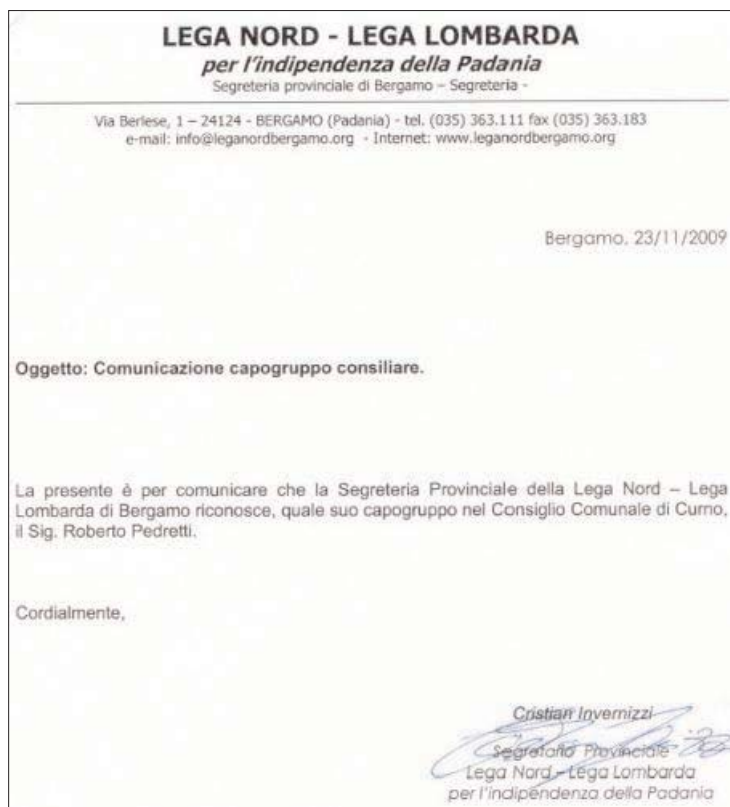 LEGA NORD - LEGA LOMBARDA
per l'indipendenza della Padania
Segreteria provinciale di Bergamo – Segreteria -
Via Berlese, 1 – 24124 - BERGAMO (Padania) - tel. (035) 363.111 fax (035) 363.183
e-mail: info@leganordbergamo.org - Internet: www.leganordbergamo.org
Bergamo, 23/11/2009
Oggetto: Comunicazione capogruppo consiliare.
La presente è per comunicare che la Segreteria Provinciale della Lega Nord – Lega
Lombarda di Bergamo riconosce, quale suo capogruppo nel Consiglio Comunale di Curno,
il Sig. Roberto Pedretti.
Cordialmente,
Cristian Invernizzi
Segretario Provinciale
Lega Nord – Lega Lombarda
per l'indipendenza della Padania